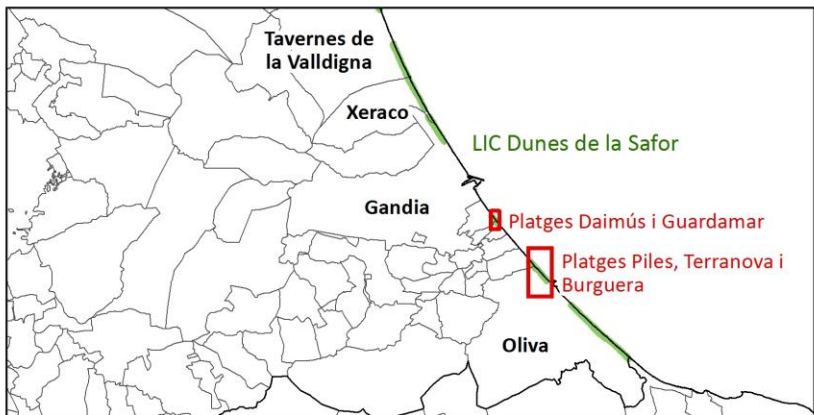 Tavernes de
la Valldigna
Xeraco
LIC Dunes de la Safor
Gandia
Platges Daimús i Guardamar
Platges Piles, Terranova i
Burguera
Oliva